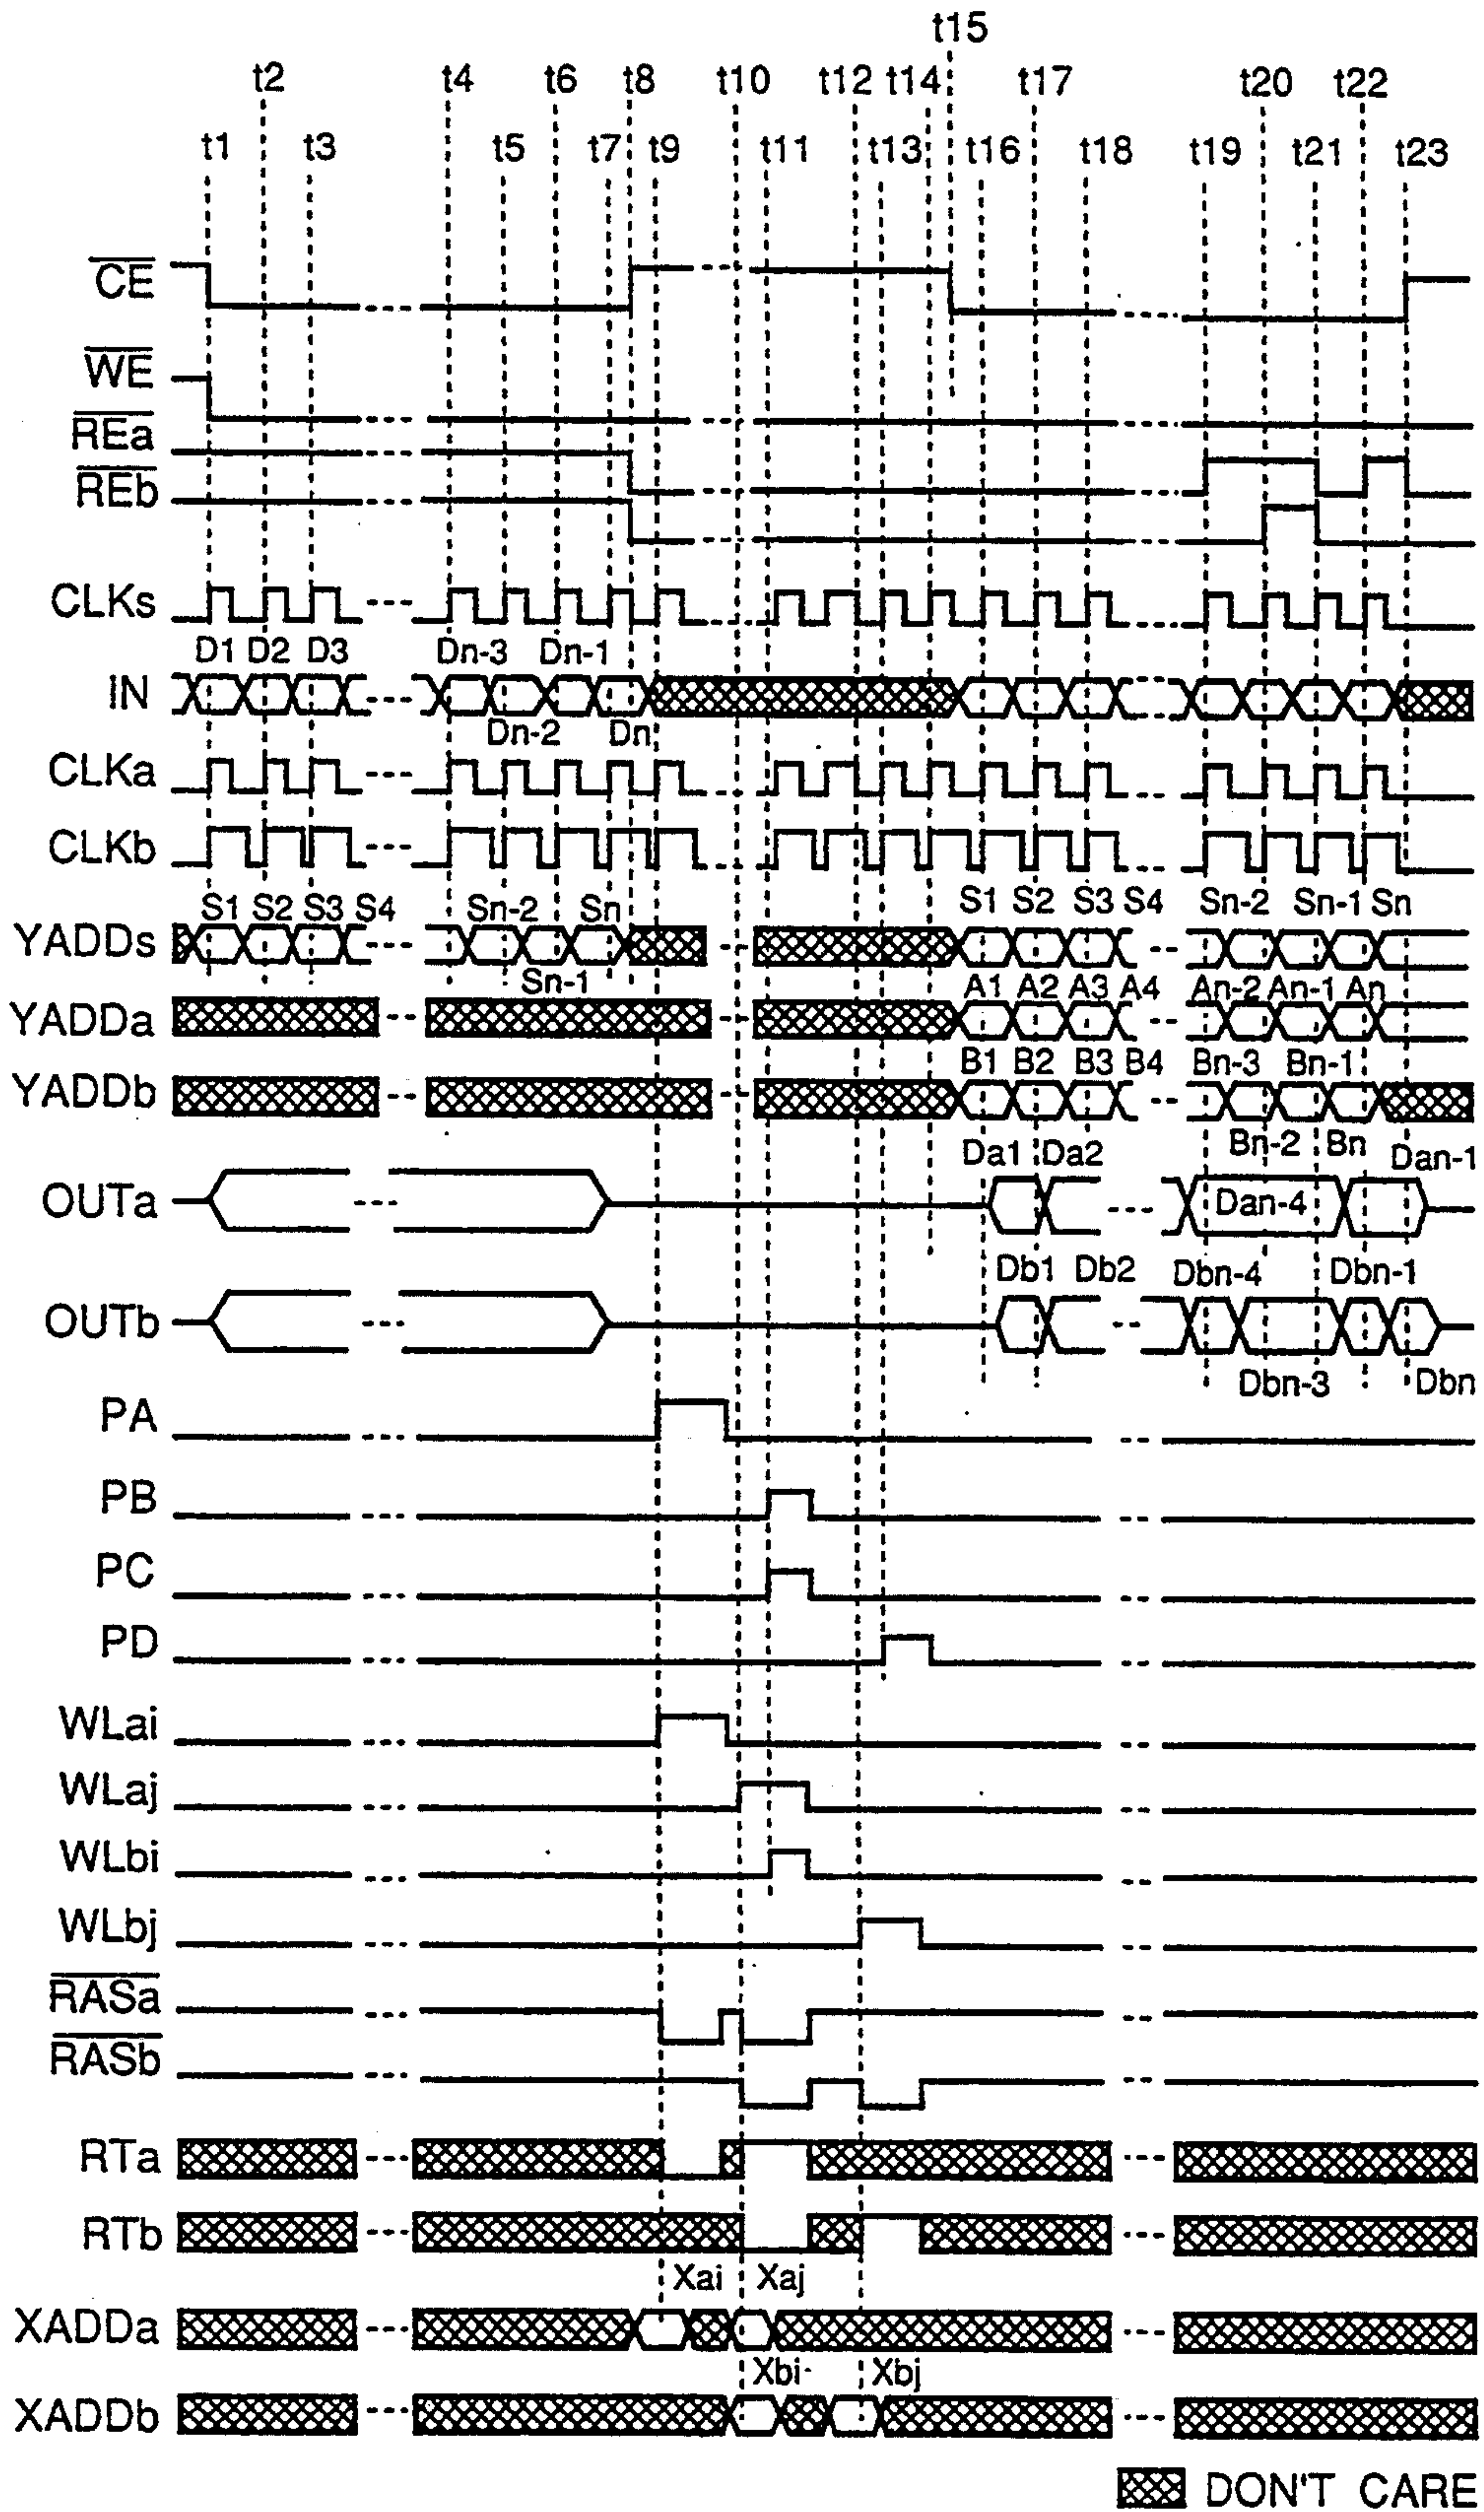 t15
t2 t4 t6 t8 t10 t12 t14 t17 t20 t22
t1 t3 t5 t7 t9 t11 t13 t16 t18 t19 t21 t23
CE
WE
REa
REb
CLKs
D1 D2 D3 Dn-3 Dn-1
IN
Dn-2 Dn
CLKa
CLKb
S1 S2 S3 S4 Sn-2 Sn S1 S2 S3 S4 Sn-2 Sn-1 Sn
YADDs
Sn-1 A1 A2 A3 A4 An-2 An-1 An
YADDa
B1 B2 B3 B4 Bn-3 Bn-1
YADDb
Da1 Da2 Bn-2 Bn Dan-1
OUTa Dan-4
Db1 Db2 Dbn-4 Dbn-1
OUTb
Dbn-3 Dbn
PA
PB
PC
PD
WLai
WLaj
WLbi
WLbj
RASa
RASb
RTa
RTb
Xai Xaj
XADDa
Xbi Xbj
XADDb
DON'T CARE